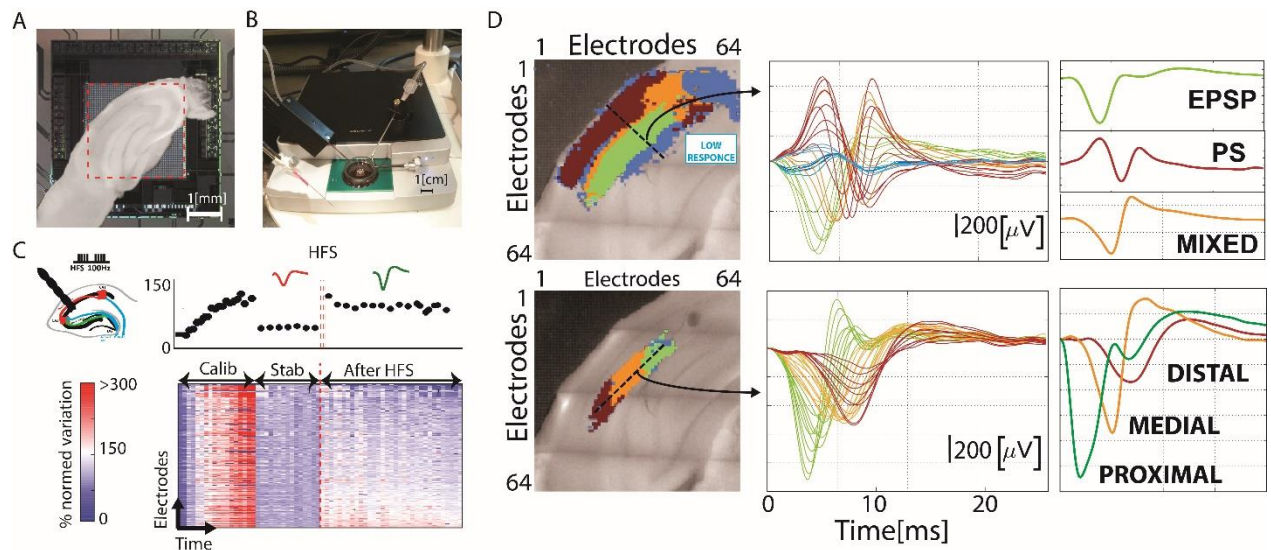 A
1[mm]
B
1[cm]
C
HFS 100Hz
HFS
150
0
Calib
Stab
After HFS
>300
150
0
% normed variation
Electrodes
Time
D
1 Electrodes 64
1
Electrodes
64
LOW
RESPONCE
|200[μV]
EPSP
PS
MIXED
1 Electrodes 64
1
Electrodes
64
|200[μV]
0 10 20
Time[ms]
DISTAL
MEDIAL
PROXIMAL